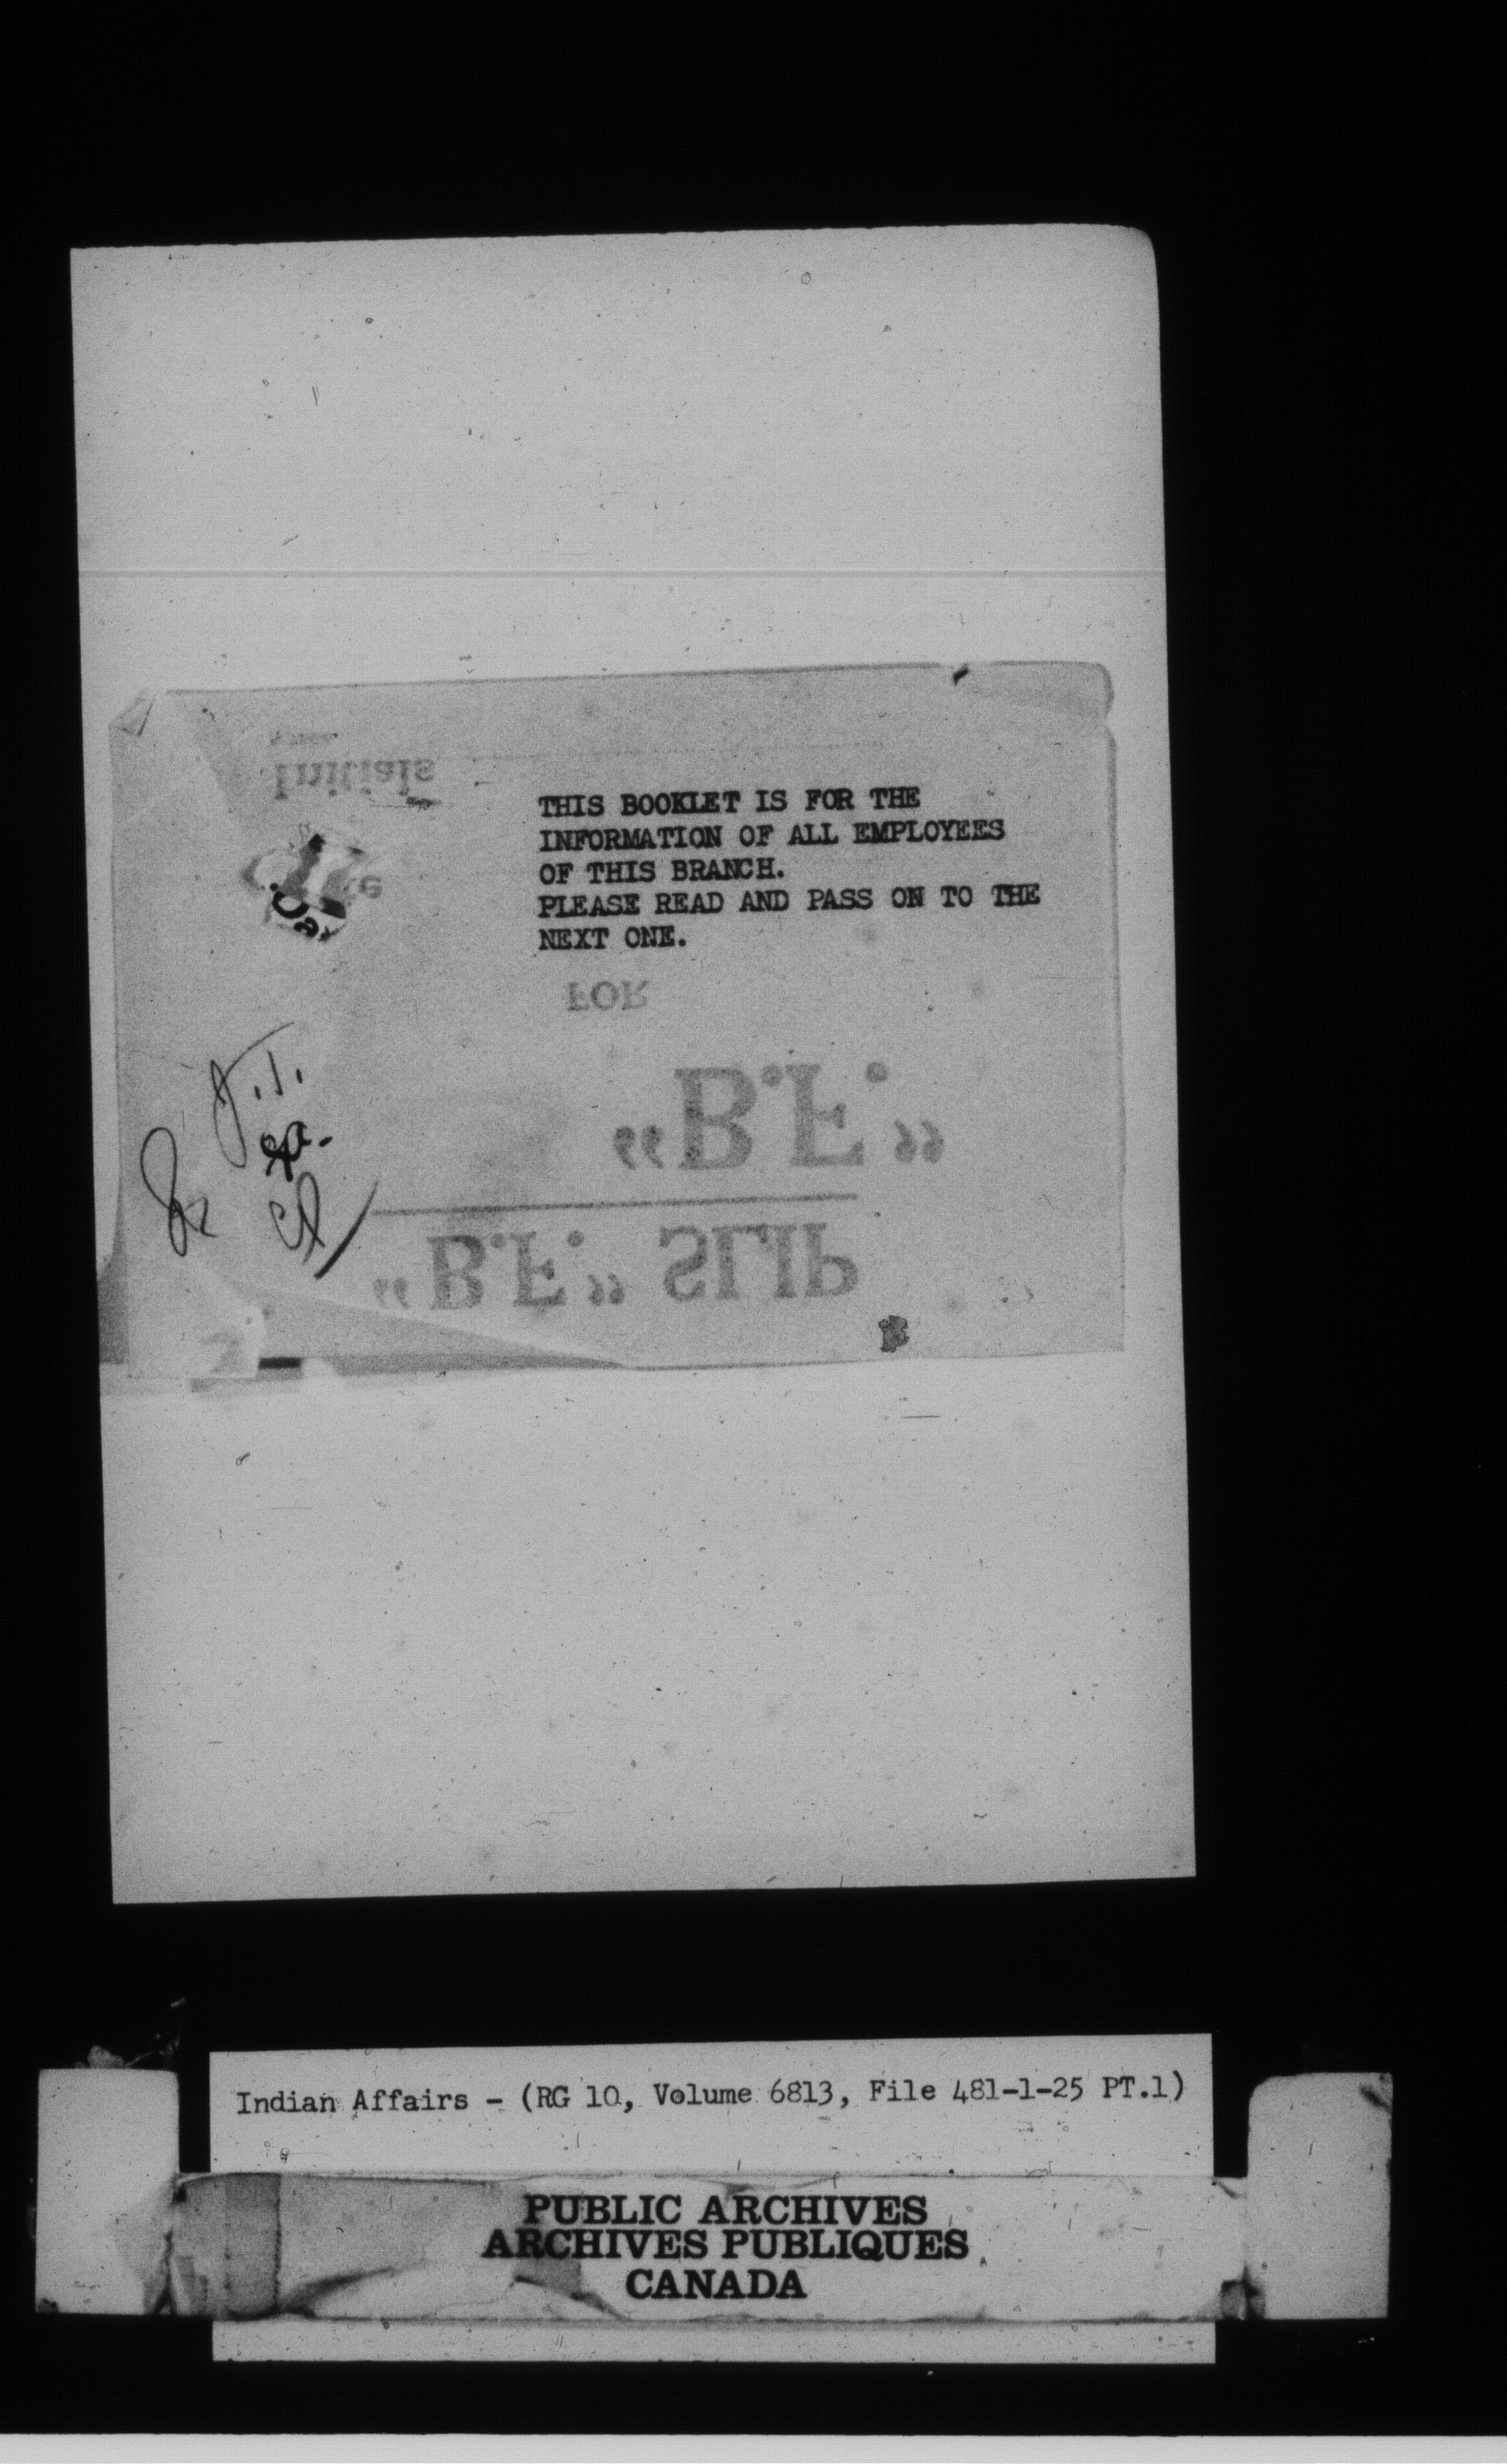 Initials
THIS BOOKLET IS FOR THE
INFORMATION OF ALL EMPLOYEES
OF THIS BRANCH.
PLEASE READ AND PASS ON TO THE
NEXT ONE.
FOR
“B.F.”
“B.F.” SLIP
Indian Affairs - (RG 10, Volume 6813, File 481-1-25 PT.1)
PUBLIC ARCHIVES
ARCHIVES PUBLIQUES
CANADA